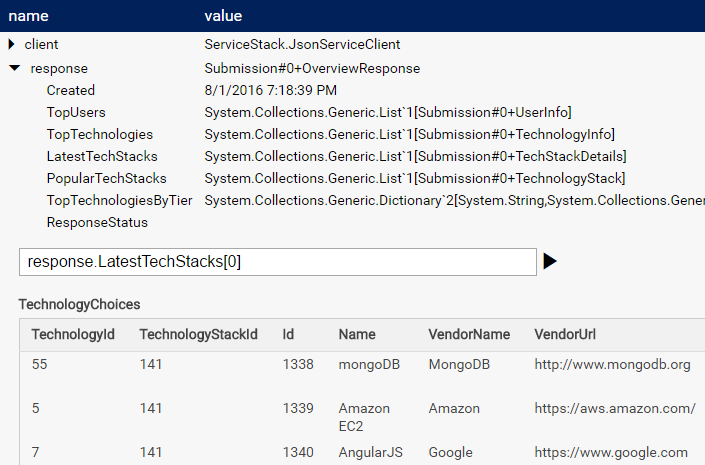 name value
client ServiceStack.JsonServiceClient
response Submission#0+OverviewResponse
Created 8/1/2016 7:18:39 PM
TopUsers System.Collections.Generic.List`1[Submission#0+UserInfo]
TopTechnologies System.Collections.Generic.List`1[Submission#0+TechnologyInfo]
LatestTechStacks System.Collections.Generic.List`1[Submission#0+TechStackDetails]
PopularTechStacks System.Collections.Generic.List`1[Submission#0+TechnologyStack]
TopTechnologiesByTier System.Collections.Generic.Dictionary`2[System.String,System.Collections.Gene
ResponseStatus
response.LatestTechStacks[0]
TechnologyChoices
TechnologyId TechnologyStackId Id Name VendorName VendorUrl
55 141 1338 mongoDB MongoDB http://www.mongodb.org
5 141 1339 Amazon Amazon https://aws.amazon.com/
EC2
7 141 1340 AngularJS Google https://www.google.com